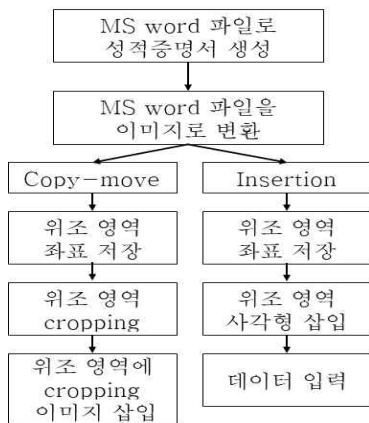 MS word 파일로
성적증명서 생성
MS word 파일을
이미지로 변환
Copy-move
Insertion
위조 영역
좌표 저장
위조 영역
좌표 저장
위조 영역
cropping
위조 영역
사각형 삽입
위조 영역에
cropping
이미지 삽입
데이터 입력